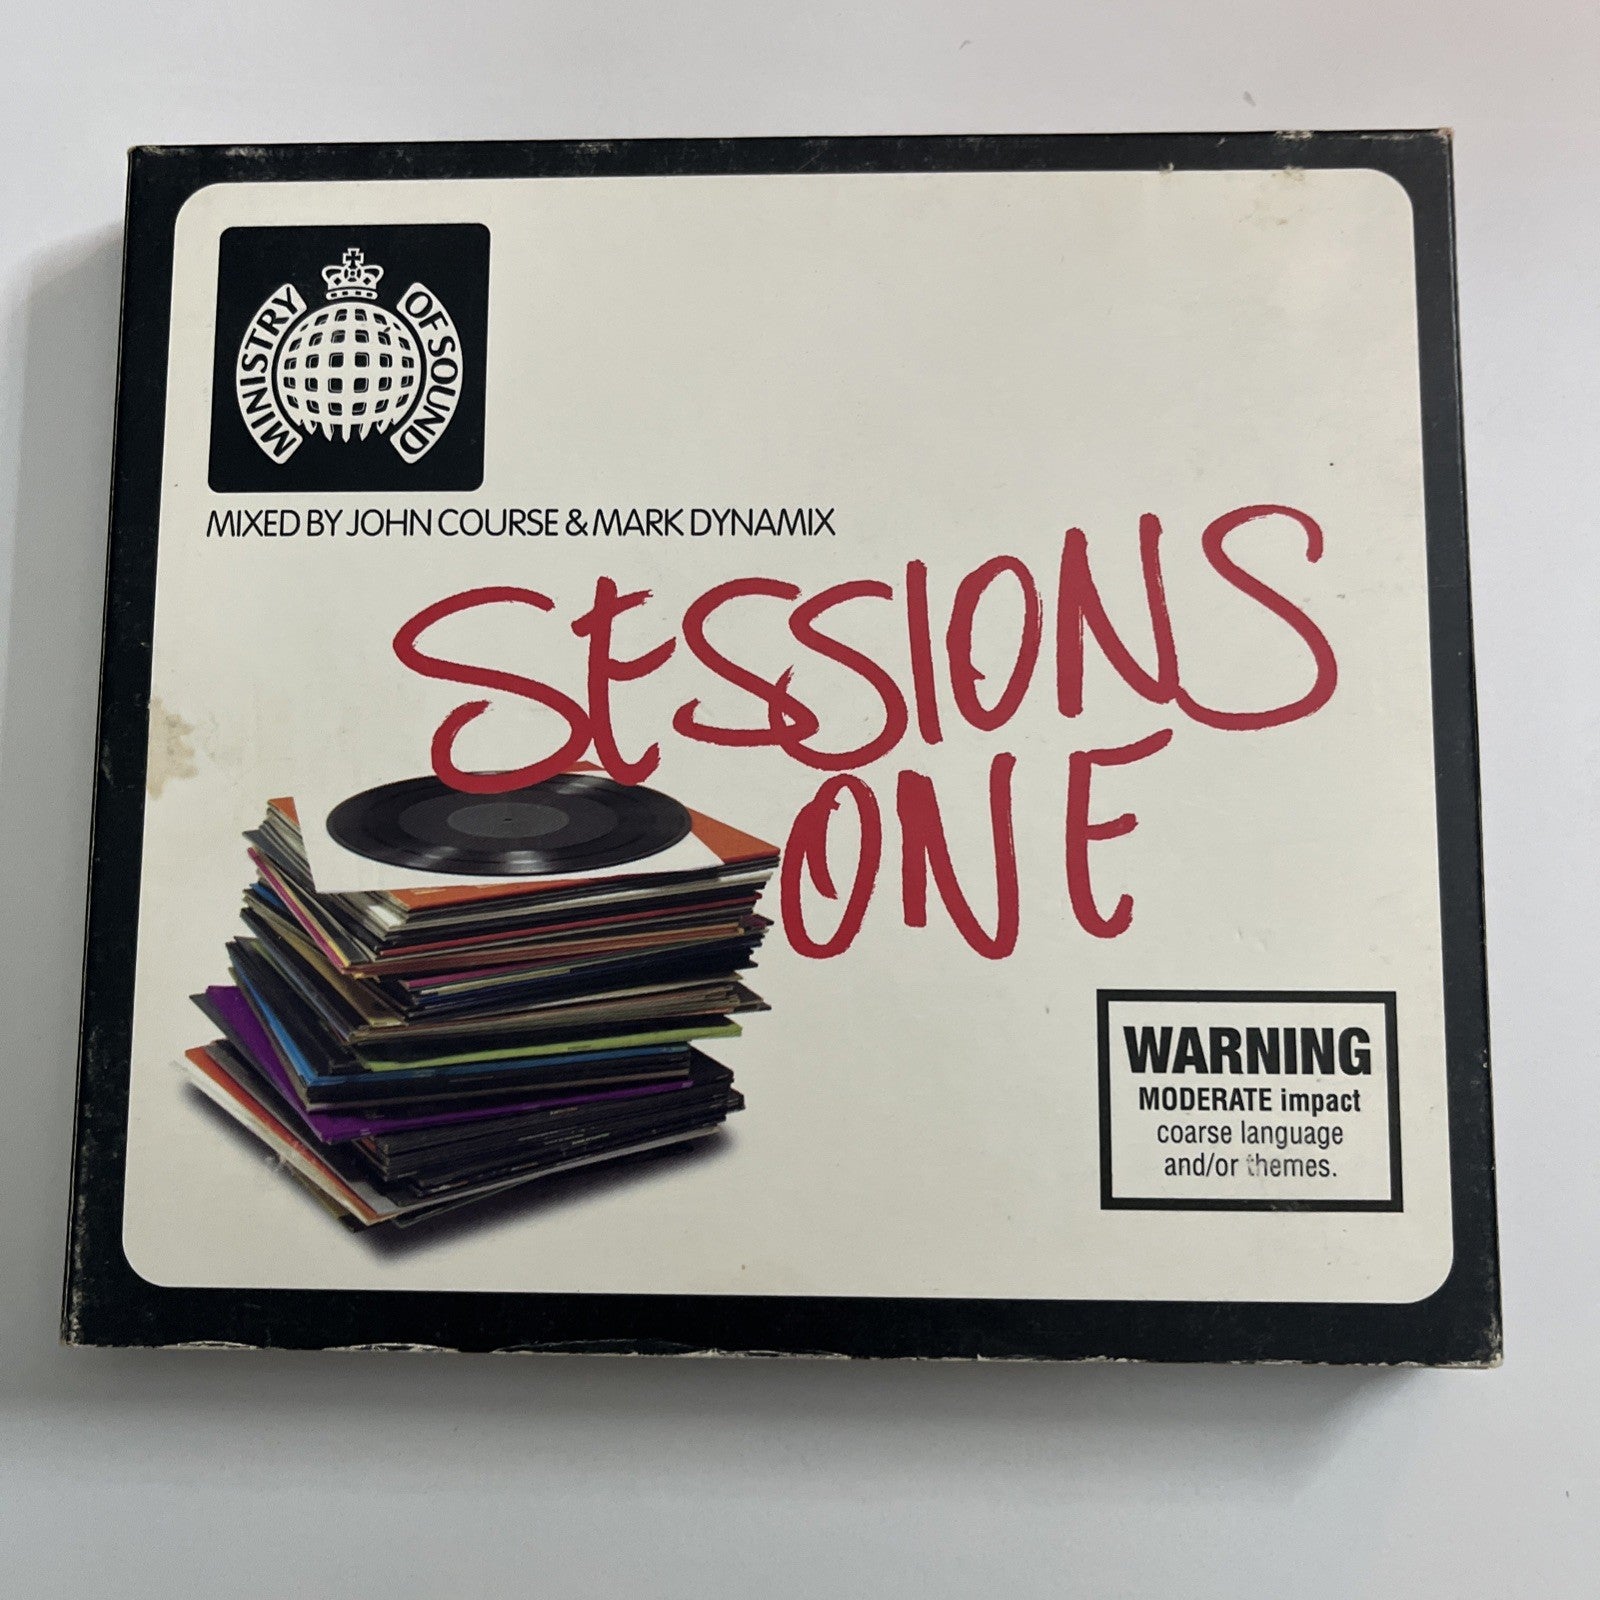 MINISTRY OF SOUND
MIXED BY JOHN COURSE & MARK DYNAMIX
SESSIONS
ONE
WARNING
MODERATE impact
coarse language
and/or themes.